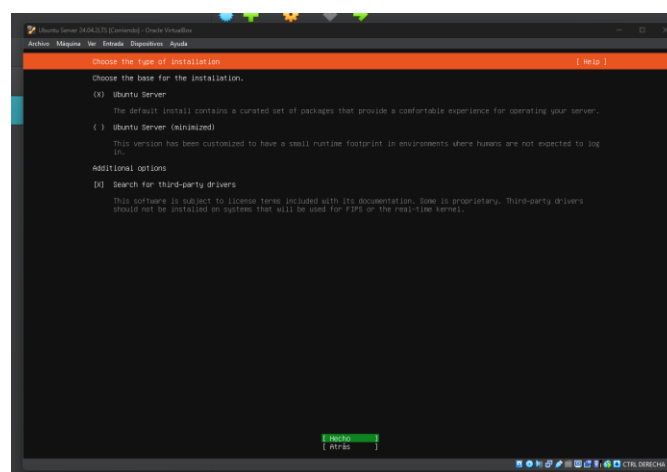 Ubuntu Server 24.04.2LTS [Corriendo] - Oracle VirtualBox
Archivo Máquina Ver Entrada Dispositivos Ayuda
Choose the type of installation [ Help ]
Choose the base for the installation.
(X) Ubuntu Server
The default install contains a curated set of packages that provide a comfortable experience for operating your server.
( ) Ubuntu Server (minimized)
This version has been customized to have a small runtime footprint in environments where humans are not expected to log
in.
Additional options
[X] Search for third-party drivers
This software is subject to license terms included with its documentation. Some is proprietary. Third-party drivers
should not be installed on systems that will be used for FIPS or the real-time kernel.
[ Hecho ]
[ Atrás ]
CTRL DERECHA